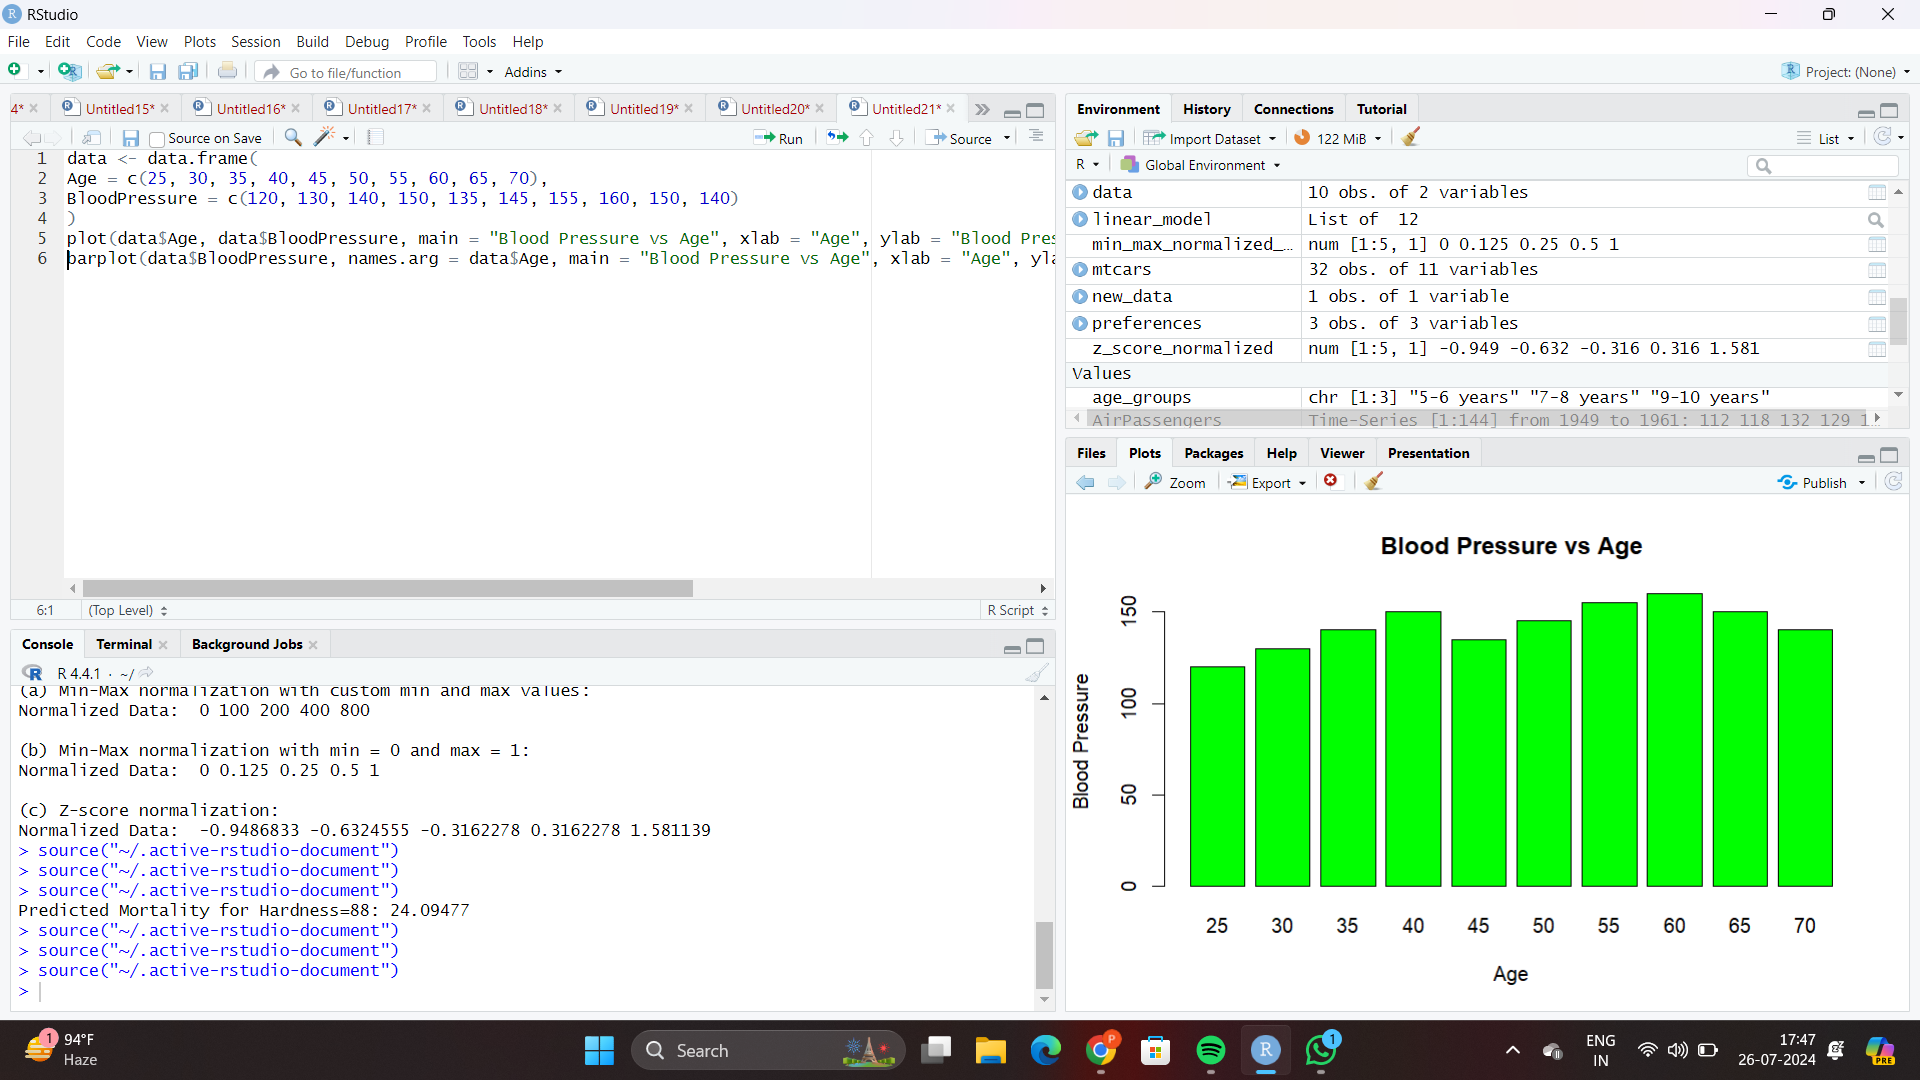 RStudio
File Edit Code View Plots Session Build Debug Profile Tools Help
Go to file/function Addins Project: (None)
4* Untitled15* Untitled16* Untitled17* Untitled18* Untitled19* Untitled20* Untitled21*
Source on Save Run Source
1 data <- data.frame(
2 Age = c(25, 30, 35, 40, 45, 50, 55, 60, 65, 70),
3 BloodPressure = c(120, 130, 140, 150, 135, 145, 155, 160, 150, 140)
4 )
5 plot(data$Age, data$BloodPressure, main = "Blood Pressure vs Age", xlab = "Age", ylab = "Blood Pres
6 barplot(data$BloodPressure, names.arg = data$Age, main = "Blood Pressure vs Age", xlab = "Age", yla
6:1 (Top Level) R Script
Console Terminal Background Jobs
R R 4.4.1 · ~/
(a) Min-Max normalization with custom min and max values:
Normalized Data: 0 100 200 400 800
(b) Min-Max normalization with min = 0 and max = 1:
Normalized Data: 0 0.125 0.25 0.5 1
(c) Z-score normalization:
Normalized Data: -0.9486833 -0.6324555 -0.3162278 0.3162278 1.581139
> source("~/.active-rstudio-document")
> source("~/.active-rstudio-document")
> source("~/.active-rstudio-document")
Predicted Mortality for Hardness=88: 24.09477
> source("~/.active-rstudio-document")
> source("~/.active-rstudio-document")
> source("~/.active-rstudio-document")
>
Environment History Connections Tutorial
Import Dataset 122 MiB List
R Global Environment
data 10 obs. of 2 variables
linear_model List of 12
min_max_normalized_… num [1:5, 1] 0 0.125 0.25 0.5 1
mtcars 32 obs. of 11 variables
new_data 1 obs. of 1 variable
preferences 3 obs. of 3 variables
z_score_normalized num [1:5, 1] -0.949 -0.632 -0.316 0.316 1.581
Values
age_groups chr [1:3] "5-6 years" "7-8 years" "9-10 years"
AirPassengers Time-Series [1:144] from 1949 to 1961: 112 118 132 129 1…
Files Plots Packages Help Viewer Presentation
Zoom Export Publish
Blood Pressure vs Age
Blood Pressure
150
100
50
0
25 30 35 40 45 50 55 60 65 70
Age
1 94°F
Haze
Search
P
R
1
ENG
IN
17:47
26-07-2024
PRE